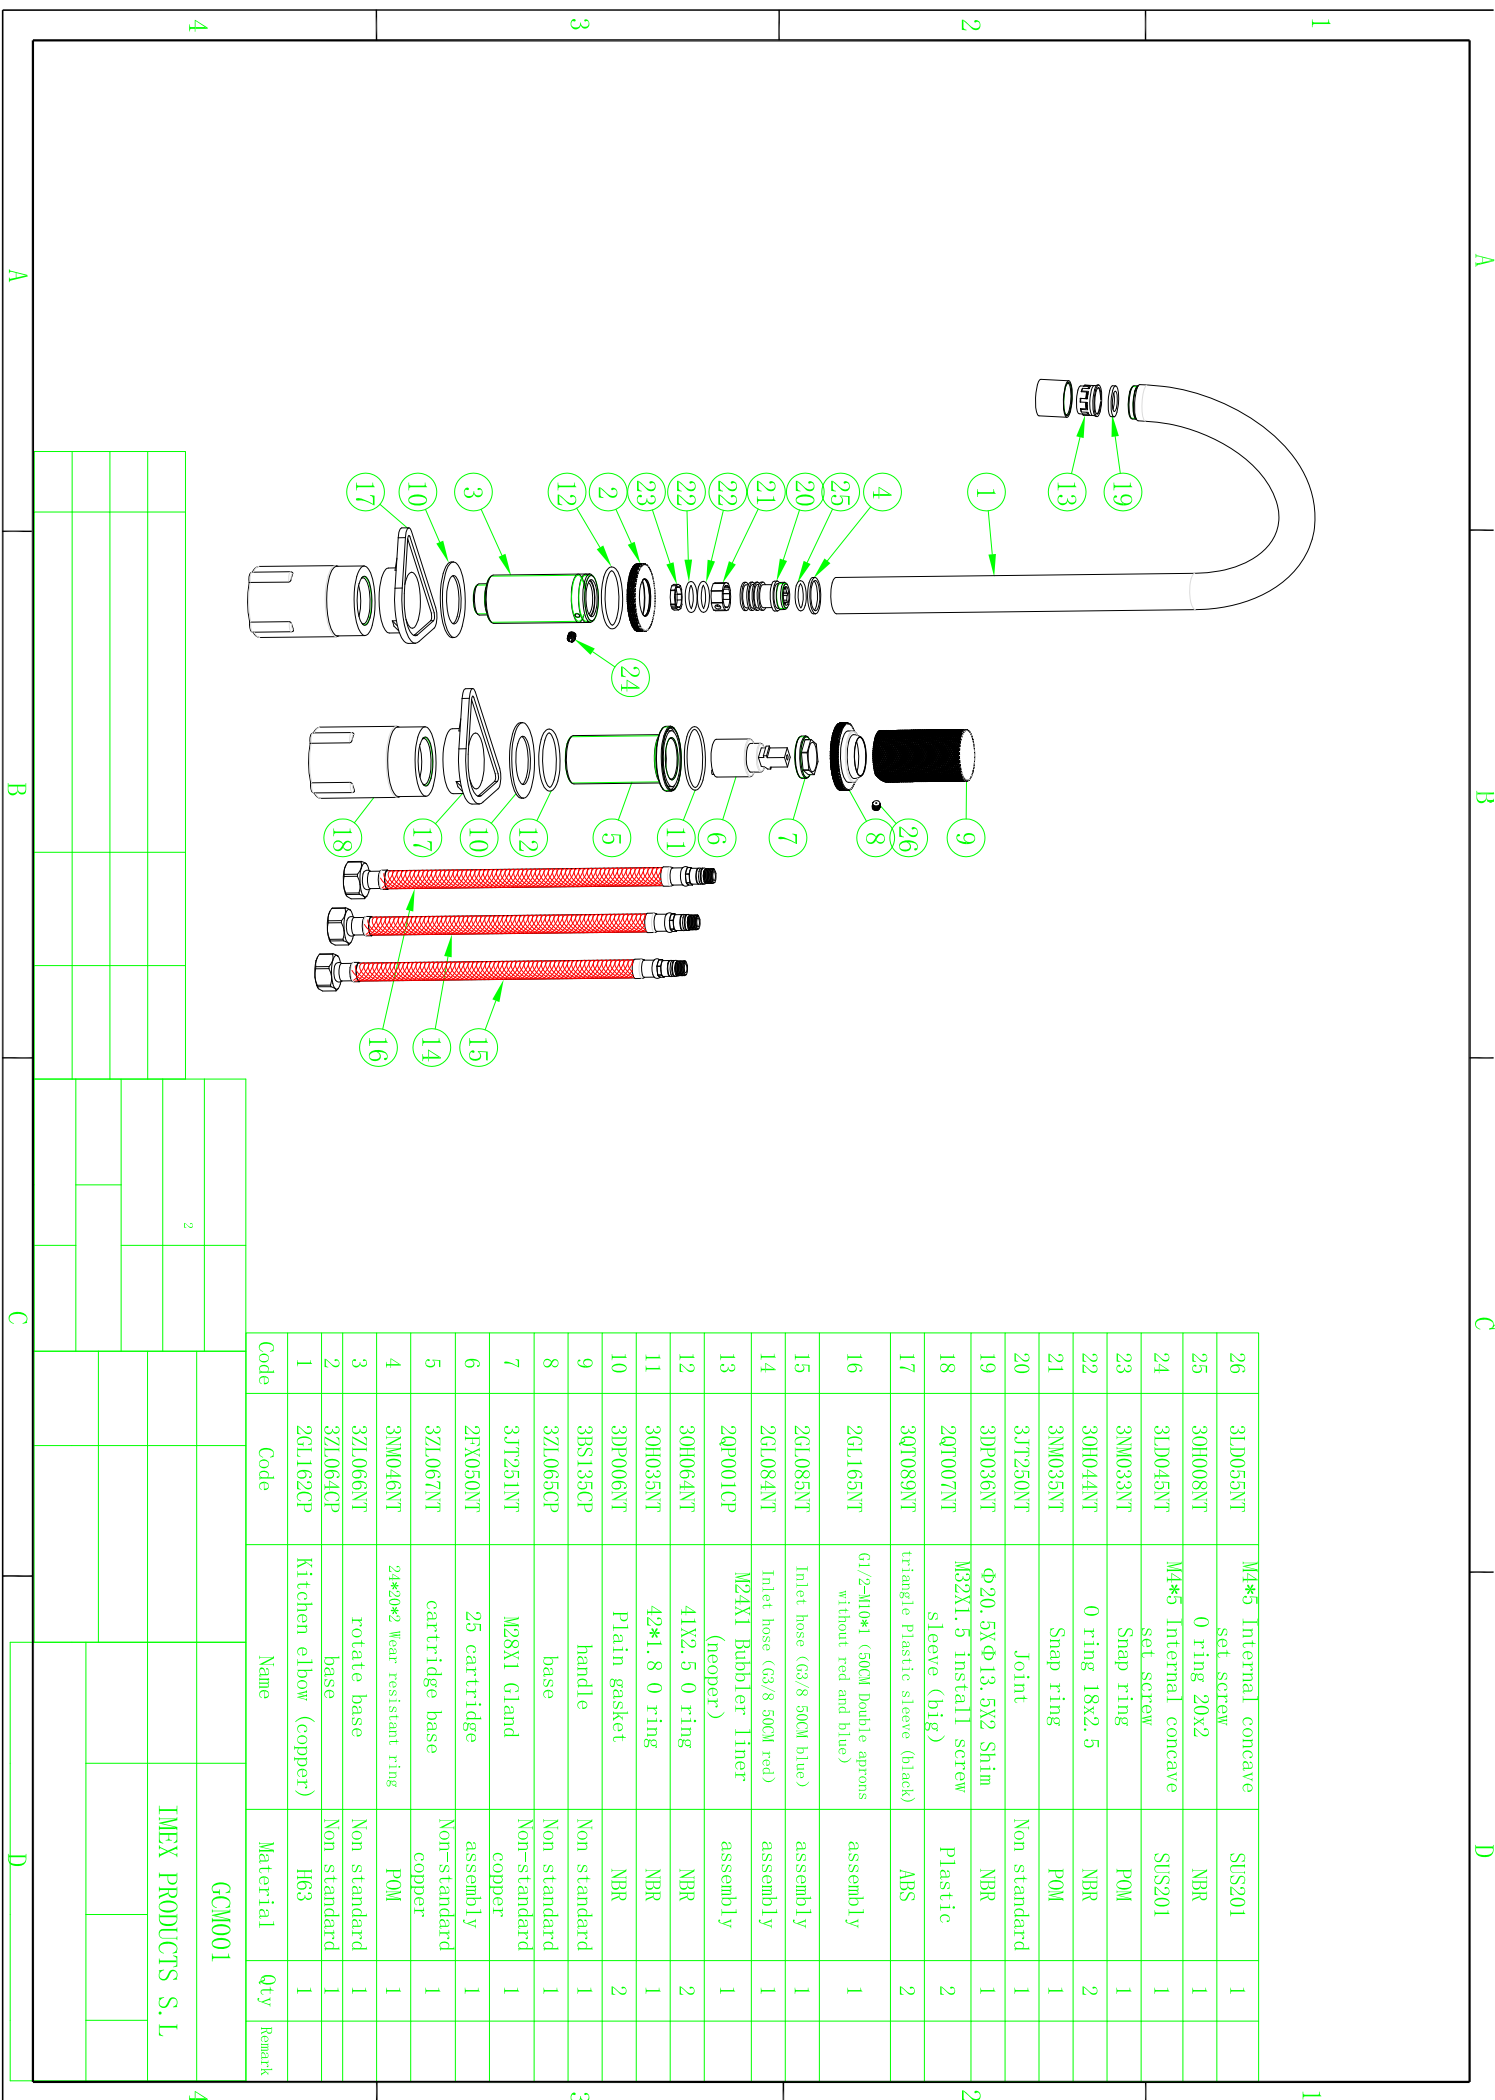 1
2
3
4
A
B
C
D
A
B
C
D
1
2
3
4
1
13
19
4
25
20
21
22
22
23
2
12
3
10
17
24
9
26
8
7
6
11
5
12
10
17
18
16
14
15
26 3LD055NT M4*5 Internal concave set screw SUS201 1
25 3OH008NT O ring 20x2 NBR 1
24 3LD045NT M4*5 Internal concave set screw SUS201 1
23 3NM033NT Snap ring POM 1
22 3OH044NT O ring 18x2.5 NBR 2
21 3NM035NT Snap ring POM 1
20 3JT250NT Joint Non standard 1
19 3DP036NT Φ20.5XΦ13.5X2 Shim NBR 1
18 2QT007NT M32X1.5 install screw sleeve (big) Plastic 2
17 3QT089NT triangle Plastic sleeve (black) ABS 2
16 2GL165NT G1/2-M10*1 (50CM Double aprons without red and blue) assembly 1
15 2GL085NT Inlet hose (G3/8 50CM blue) assembly 1
14 2GL084NT Inlet hose (G3/8 50CM red) assembly 1
13 2QP001CP M24X1 Bubbler liner (neoper) assembly 1
12 3OH064NT 41X2.5 O ring NBR 2
11 3OH035NT 42*1.8 O ring NBR 1
10 3DP006NT Plain gasket NBR 2
9 3BS135CP handle Non standard 1
8 3ZL065CP base Non standard 1
7 3JT251NT M28X1 Gland Non-standard copper 1
6 2FX050NT 25 cartridge assembly 1
5 3ZL067NT cartridge base Non-standard copper 1
4 3NM046NT 24*20*2 Wear resistant ring POM 1
3 3ZL066NT rotate base Non standard 1
2 3ZL064CP base Non standard 1
1 2GL162CP Kitchen elbow (copper) H63 1
Code Code Name Material Qty Remark
2
GCM001
IMEX PRODUCTS S.L